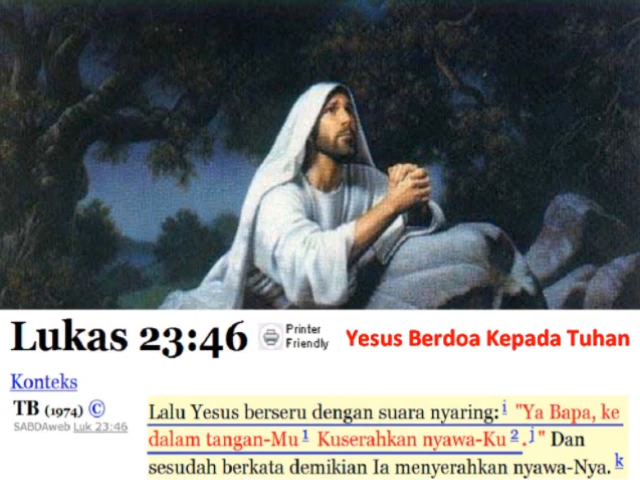 Lukas 23:46 Printer Friendly Yesus Berdoa Kepada Tuhan
Konteks
TB (1974) ©
SABDAweb Luk 23:46
Lalu Yesus berseru dengan suara nyaring: i "Ya Bapa, ke
dalam tangan-Mu 1 Kuserahkan nyawa-Ku 2 . j " Dan
sesudah berkata demikian Ia menyerahkan nyawa-Nya. k